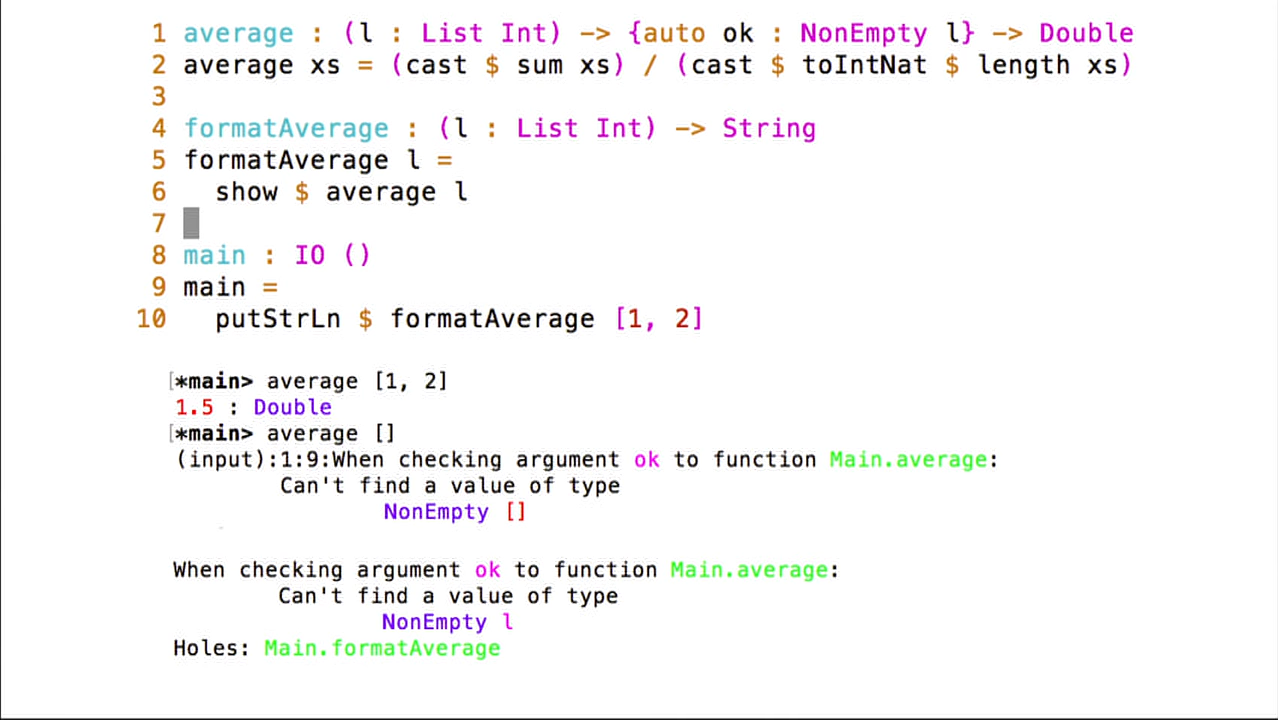 1 average : (l : List Int) -> {auto ok : NonEmpty l} -> Double
2 average xs = (cast $ sum xs) / (cast $ toIntNat $ length xs)
3
4 formatAverage : (l : List Int) -> String
5 formatAverage l =
6 show $ average l
7
8 main : IO ()
9 main =
10 putStrLn $ formatAverage [1, 2]
[*main> average [1, 2]
1.5 : Double
[*main> average []
(input):1:9:When checking argument ok to function Main.average:
Can't find a value of type
NonEmpty []
When checking argument ok to function Main.average:
Can't find a value of type
NonEmpty l
Holes: Main.formatAverage